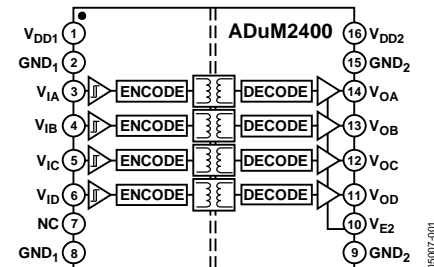 ADuM2400
VDD1 1 16 VDD2
GND1 2 15 GND2
VIA 3 ENCODE DECODE 14 VOA
VIB 4 ENCODE DECODE 13 VOB
VIC 5 ENCODE DECODE 12 VOC
VID 6 ENCODE DECODE 11 VOD
NC 7 10 VE2
GND1 8 9 GND2
05007-001